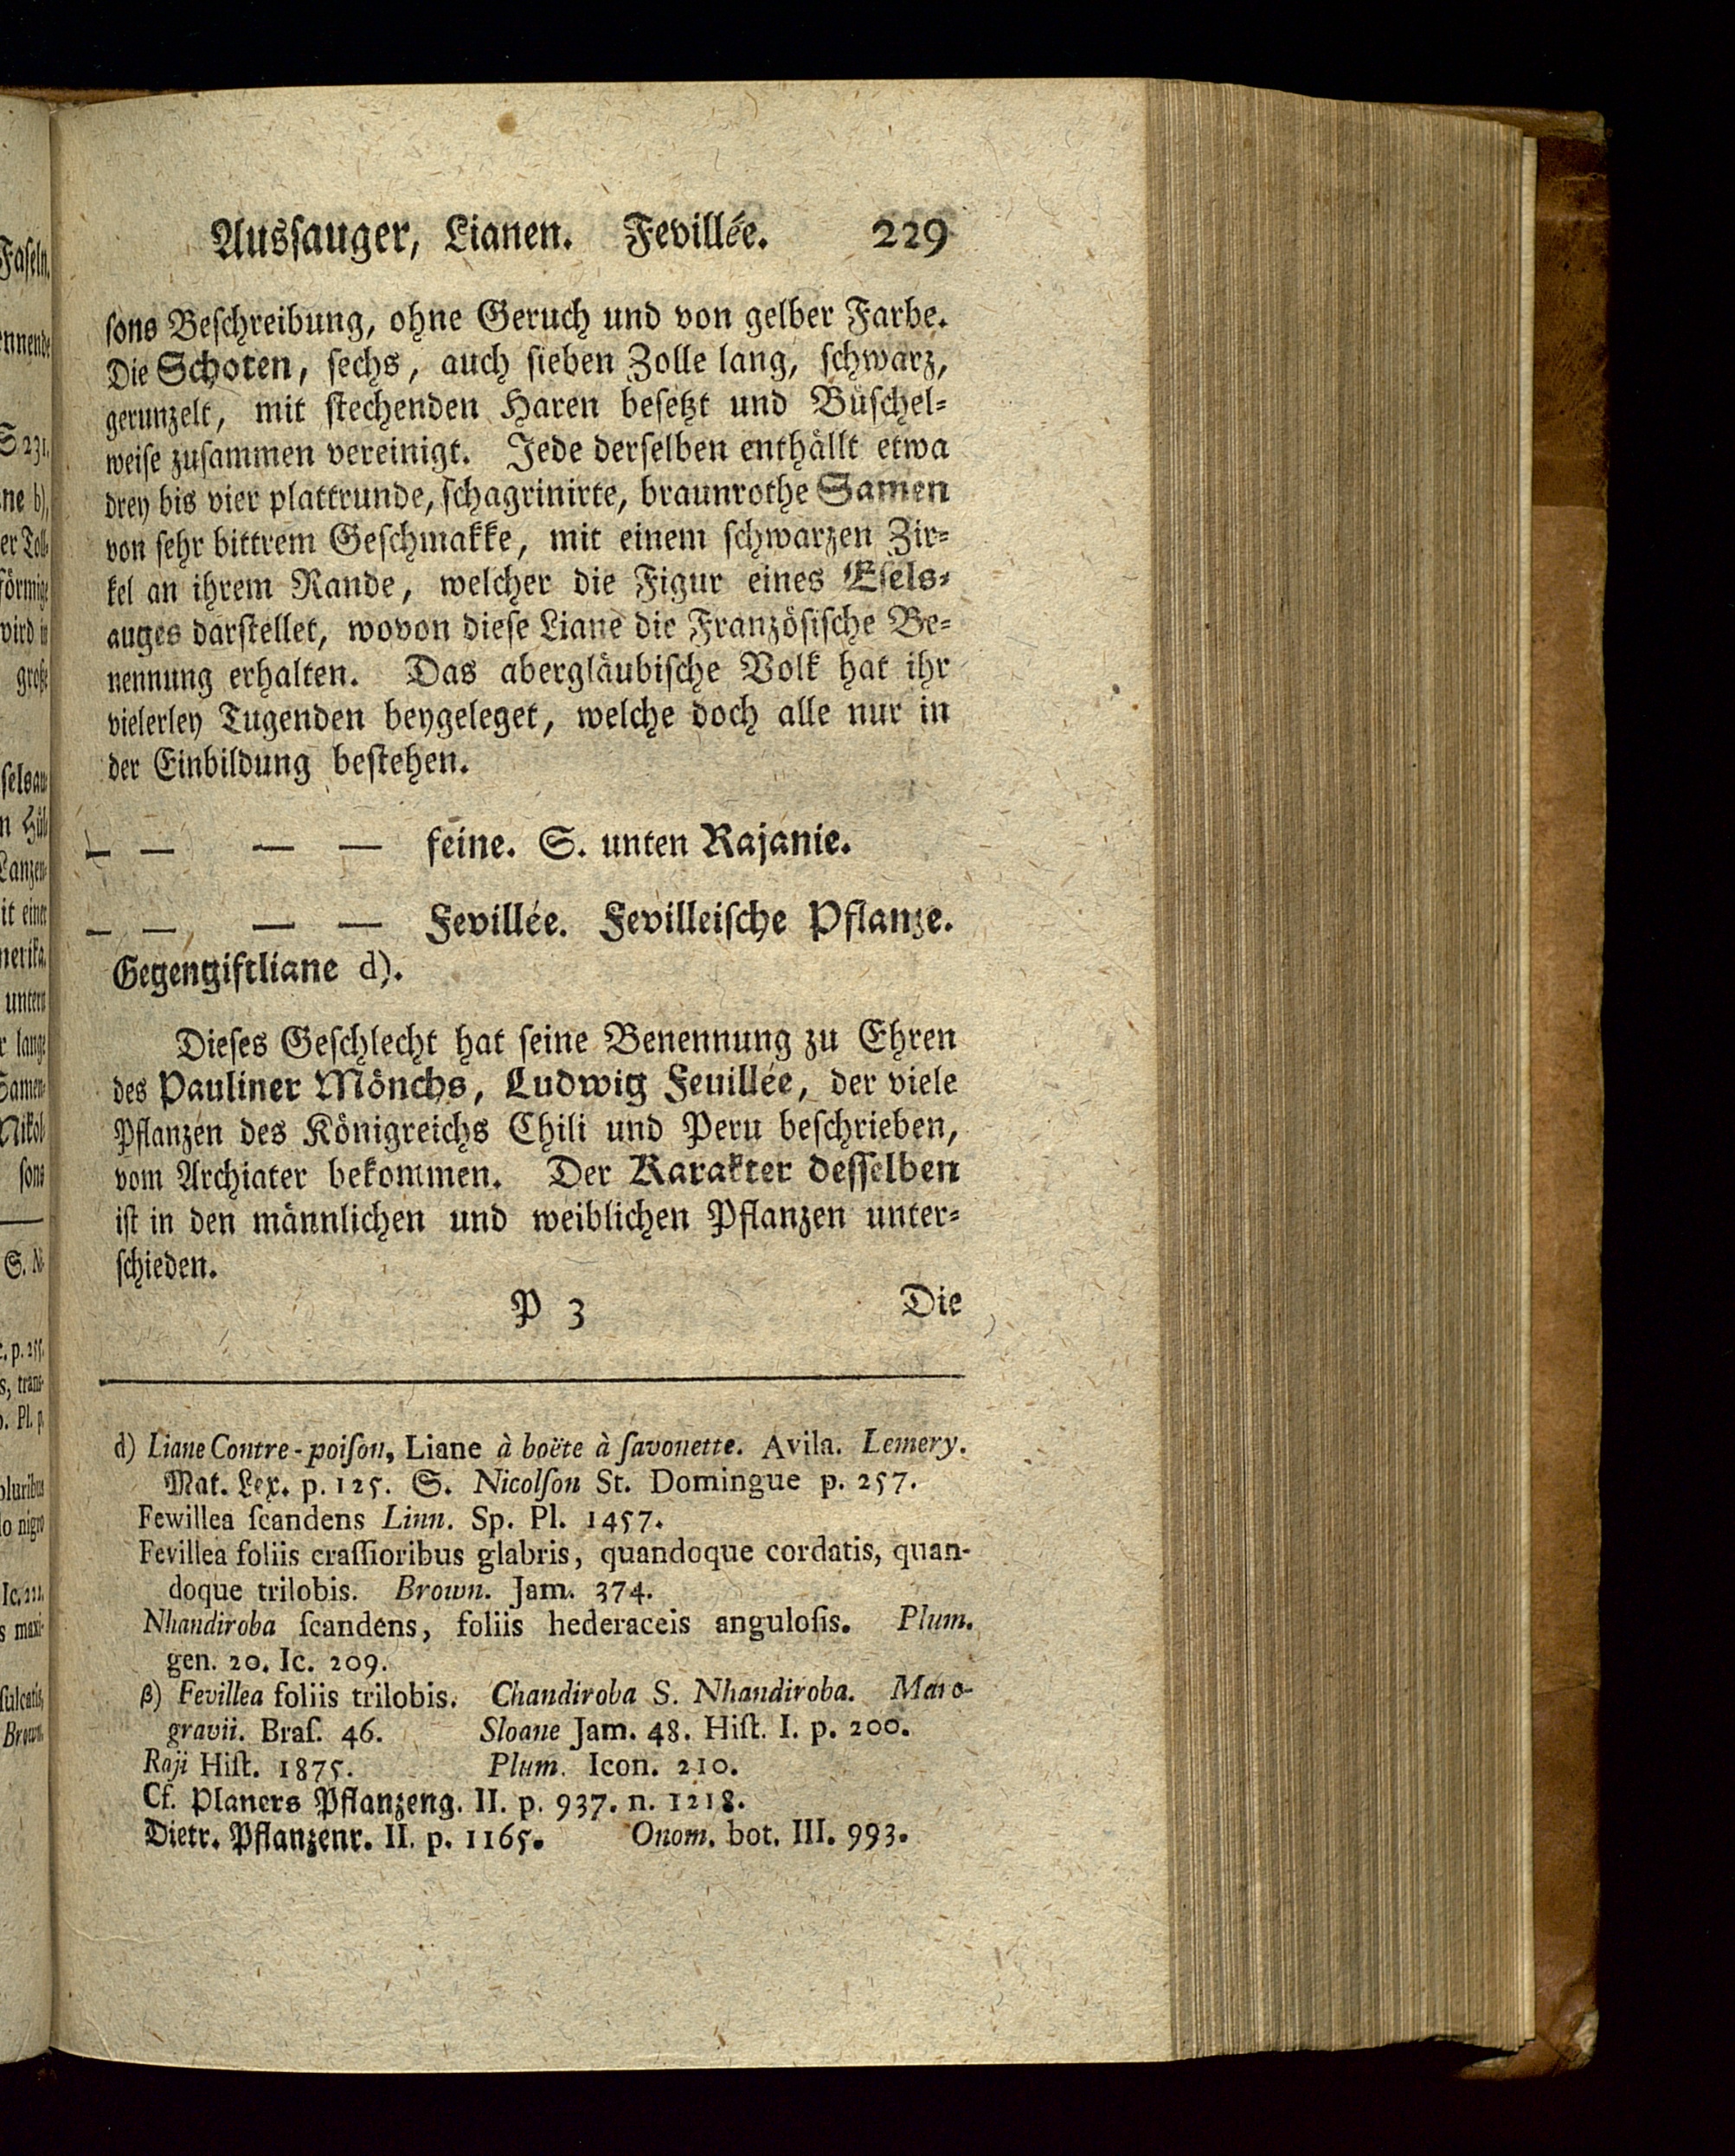 Aussauger, Lianen. Fevillée. 229
sons Beschreibung, ohne Geruch und von gelber Farbe.
Die Schoten, sechs, auch sieben Zolle lang, schwarz,
gerunzelt, mit stechenden Haren besetzt und Büschel-
weise zusammen vereinigt. Jede derselben enthällt etwa
drey bis vier plattrunde, schagrinirte, braunrothe Samen
von sehr bittrem Geschmakke, mit einem schwarzen Zir-
kel an ihrem Rande, welcher die Figur eines Esels-
auges darstellet, wovon diese Liane die Französische Be-
nennung erhalten. Das abergläubische Volk hat ihr
vielerley Tugenden beygeleget, welche doch alle nur in
der Einbildung bestehen.
— — — — feine. S. unten Rajanie.
— — — — Fevillée. Fevilleische Pflanze.
Gegengiftliane d).
Dieses Geschlecht hat seine Benennung zu Ehren
des Pauliner Mönchs, Ludwig Feuillée, der viele
Pflanzen des Königreichs Chili und Peru beschrieben,
vom Archiater bekommen. Der Karakter desselben
ist in den männlichen und weiblichen Pflanzen unter-
schieden.
P 3 Die
d) Liane Contre-poiſon, Liane à boëte à ſavonette. Avila. Lemery.
Mat. Lex. p. 125. S. Nicolſon St. Domingue p. 257.
Fewillea ſcandens Linn. Sp. Pl. 1457.
Fevillea foliis craſſioribus glabris, quandoque cordatis, quan-
doque trilobis. Brown. Jam. 374.
Nhandiroba ſcandens, foliis hederaceis anguloſis. Plum.
gen. 20. Ic. 209.
β) Fevillea foliis trilobis. Chandiroba S. Nhandiroba. Marc-
gravii. Braſ. 46. Sloane Jam. 48. Hiſt. I. p. 200.
Raji Hiſt. 1875. Plum. Icon. 210.
Cf. Planers Pflanzeng. II. p. 937. n. 1218.
Dietr. Pflanzenr. II. p. 1165. Onom. bot. III. 993.